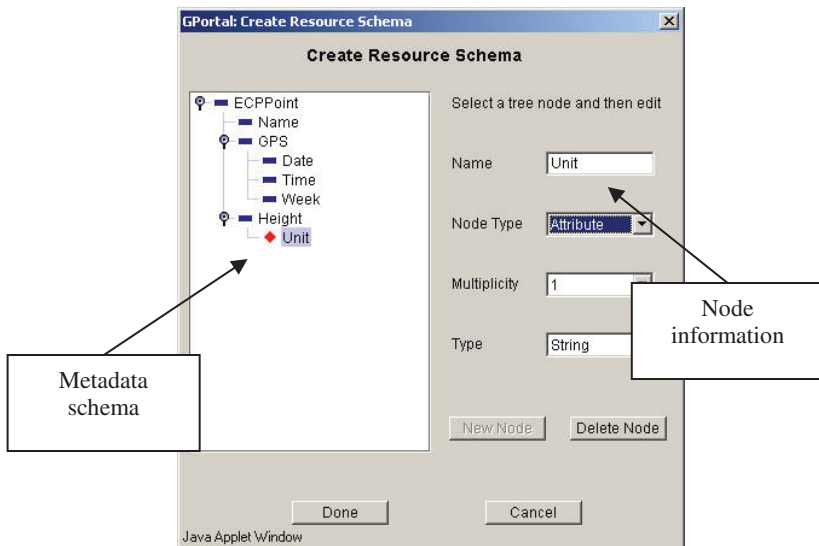 GPortal: Create Resource Schema
Create Resource Schema
ECPPoint
Name
GPS
Date
Time
Week
Height
Unit
Select a tree node and then edit
Name Unit
Node Type Attribute
Multiplicity 1
Type String
New Node Delete Node
Done Cancel
Java Applet Window
Metadata
schema
Node
information